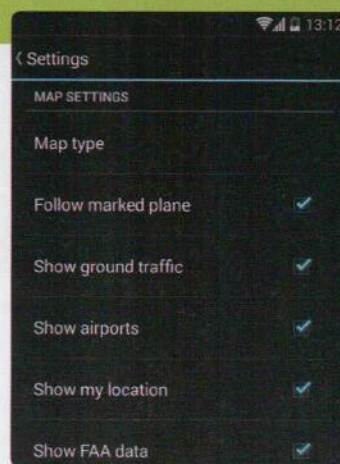 13:12
Settings
MAP SETTINGS
Map type
Follow marked plane
Show ground traffic
Show airports
Show my location
Show FAA data